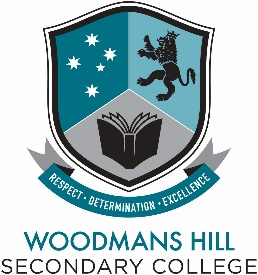 RESPECT • DETERMINATION • EXCELLENCE
WOODMANS HILL
SECONDARY COLLEGE